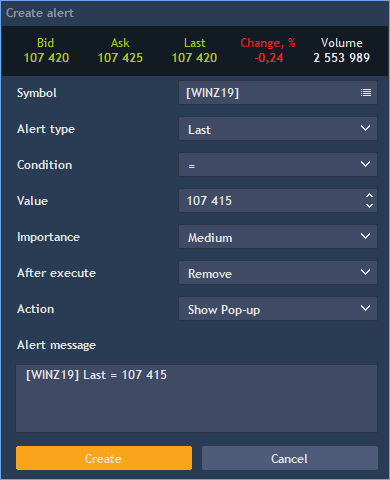 Create alert
Bid Ask Last Change, % Volume
107 420 107 425 107 420 -0,24 2 553 989
Symbol [WINZ19]
Alert type Last
Condition =
Value 107 415
Importance Medium
After execute Remove
Action Show Pop-up
Alert message
[WINZ19] Last = 107 415
Create Cancel